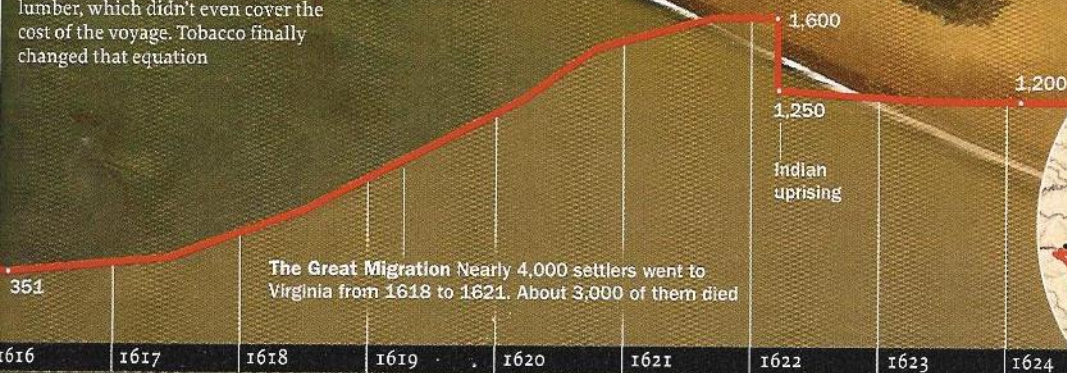 lumber, which didn't even cover the
cost of the voyage. Tobacco finally
changed that equation
1,600
1,200
1,250
Indian
uprising
351
The Great Migration Nearly 4,000 settlers went to
Virginia from 1618 to 1621. About 3,000 of them died
1616
1617
1618
1619
1620
1621
1622
1623
1624